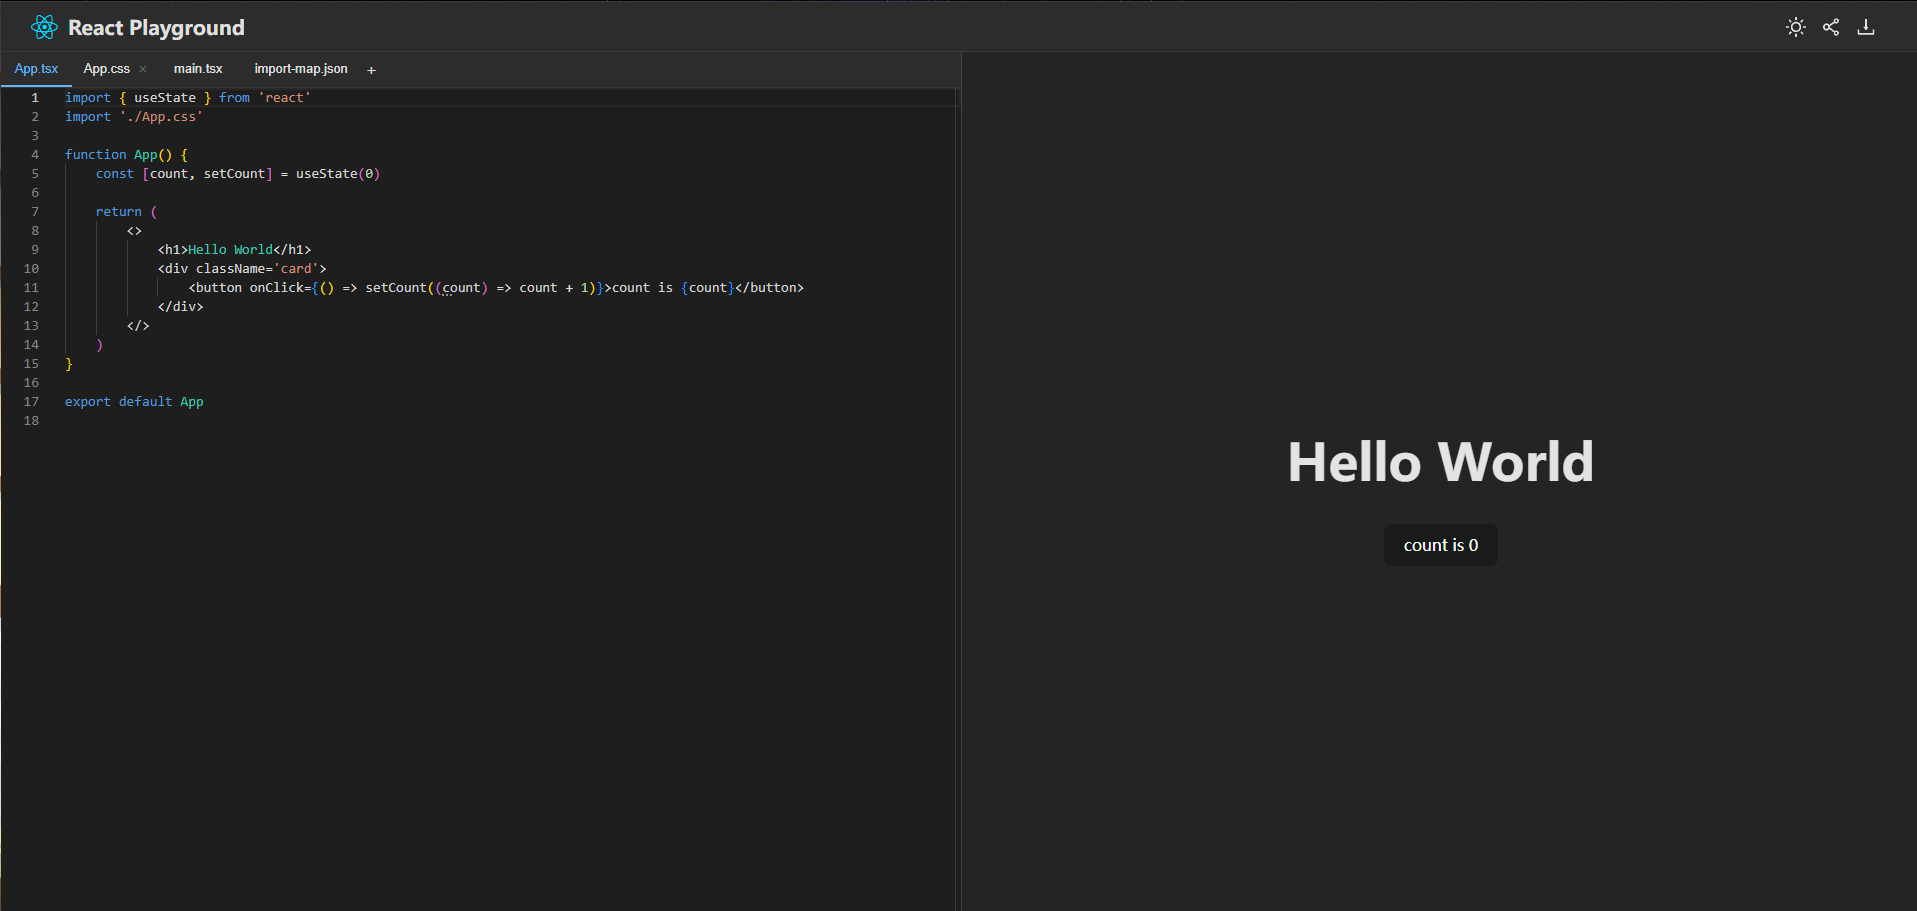 React Playground
App.tsx App.css × main.tsx import-map.json +
1 import { useState } from 'react'
2 import './App.css'
3
4 function App() {
5     const [count, setCount] = useState(0)
6
7     return (
8         <>
9             <h1>Hello World</h1>
10             <div className='card'>
11                 <button onClick={() => setCount((count) => count + 1)}>count is {count}</button>
12             </div>
13         </>
14     )
15 }
16
17 export default App
18
Hello World
count is 0